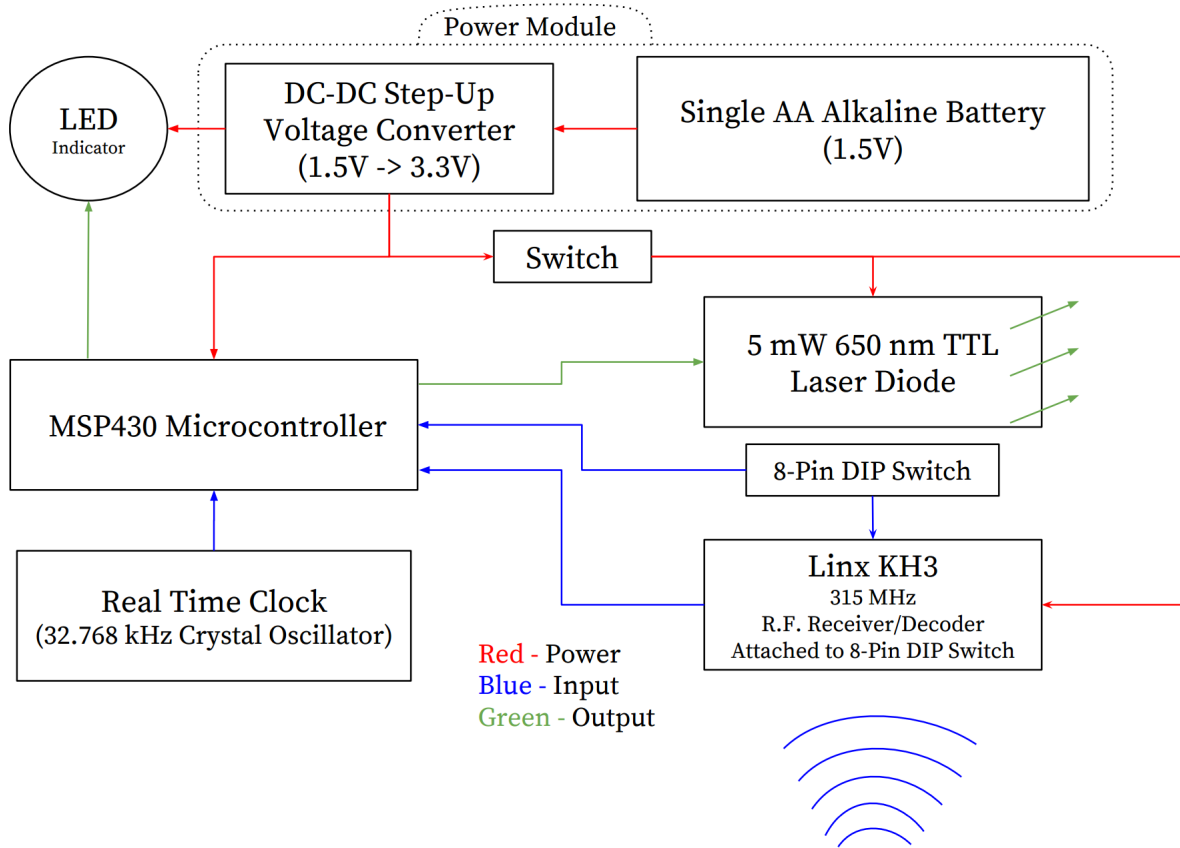 Power Module
LED
Indicator
DC-DC Step-Up
Voltage Converter
(1.5V -> 3.3V)
Single AA Alkaline Battery
(1.5V)
Switch
5 mW 650 nm TTL
Laser Diode
MSP430 Microcontroller
8-Pin DIP Switch
Real Time Clock
(32.768 kHz Crystal Oscillator)
Linx KH3
315 MHz
R.F. Receiver/Decoder
Attached to 8-Pin DIP Switch
Red - Power
Blue - Input
Green - Output